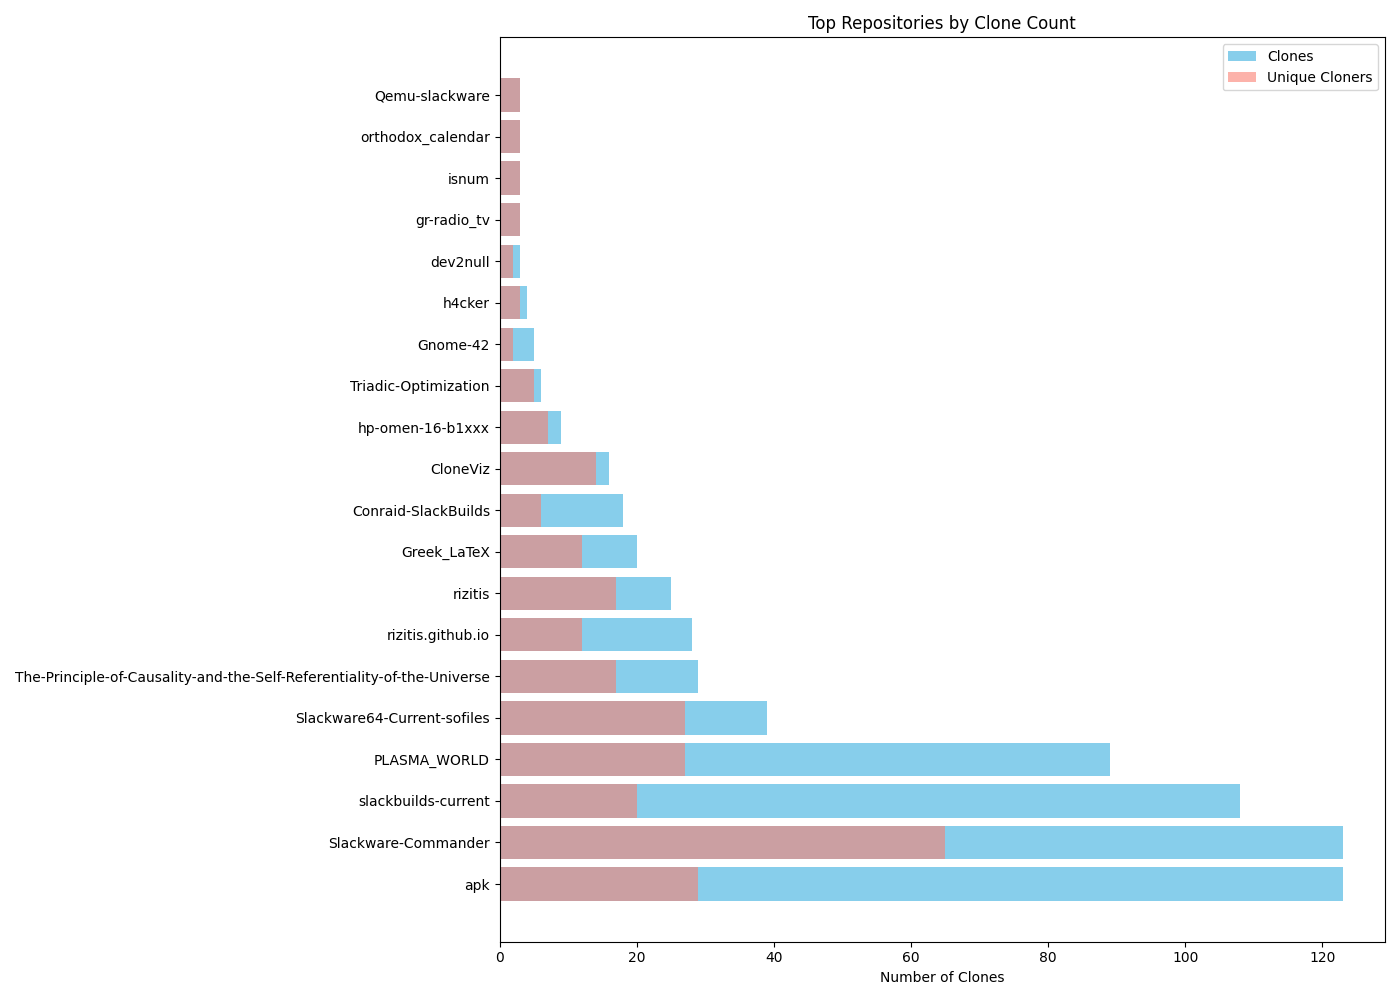 Top Repositories by Clone Count
Clones
Unique Cloners
Qemu-slackware
orthodox_calendar
isnum
gr-radio_tv
dev2null
h4cker
Gnome-42
Triadic-Optimization
hp-omen-16-b1xxx
CloneViz
Conraid-SlackBuilds
Greek_LaTeX
rizitis
rizitis.github.io
The-Principle-of-Causality-and-the-Self-Referentiality-of-the-Universe
Slackware64-Current-sofiles
PLASMA_WORLD
slackbuilds-current
Slackware-Commander
apk
0 20 40 60 80 100 120
Number of Clones